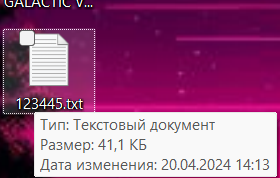 GALACTIC V...
123445.txt
Тип: Текстовый документ
Размер: 41,1 КБ
Дата изменения: 20.04.2024 14:13